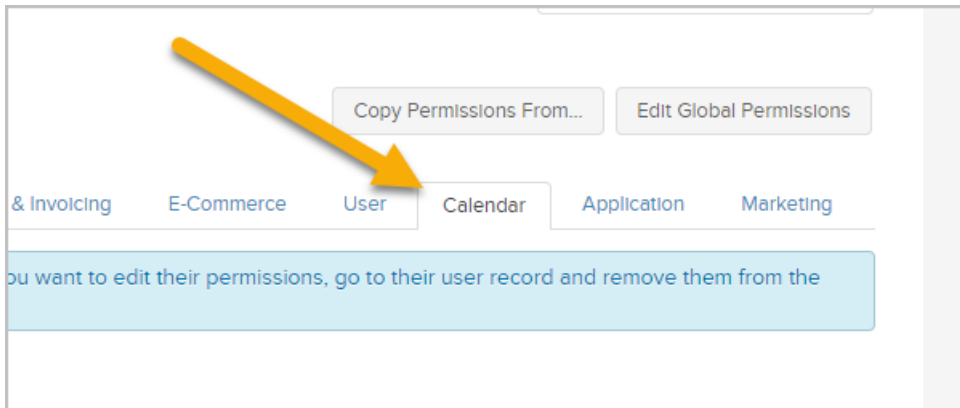 Copy Permissions From... Edit Global Permissions
& Invoicing E-Commerce User Calendar Application Marketing
want to edit their permissions, go to their user record and remove them from the